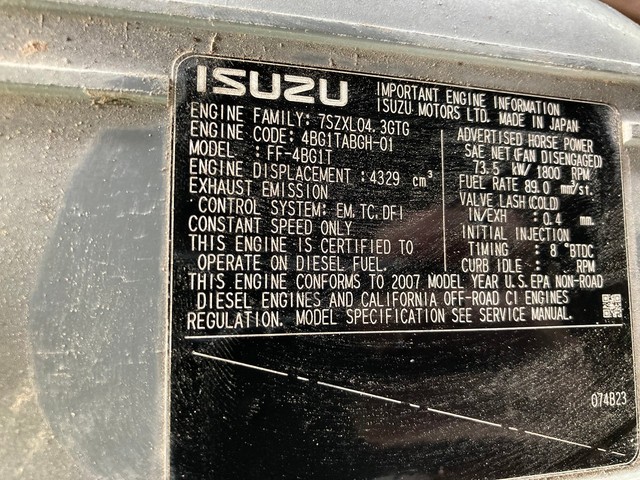 ISUZU
IMPORTANT ENGINE INFORMATION
ISUZU MOTORS LTD. MADE IN JAPAN
ENGINE FAMILY: 7SZXL04.3GTG
ENGINE CODE: 4BG1TABGH-01
MODEL : FF-4BG1T
ENGINE DISPLACEMENT : 4329 cm³
EXHAUST EMISSION
CONTROL SYSTEM: EM,TC,DFI
CONSTANT SPEED ONLY
THIS ENGINE IS CERTIFIED TO
OPERATE ON DIESEL FUEL.
ADVERTISED HORSE POWER
SAE NET(FAN DISENGAGED)
73.5 kW/ 1800 RPM
FUEL RATE 89.0 mm³/st.
VALVE LASH(COLD)
IN/EXH : 0.4 mm.
INITIAL INJECTION
TIMING : 8 °BTDC
CURB IDLE : RPM
THIS ENGINE CONFORMS TO 2007 MODEL YEAR U.S.EPA NON-ROAD
DIESEL ENGINES AND CALIFORNIA OFF-ROAD CI ENGINES
REGULATION. MODEL SPECIFICATION SEE SERVICE MANUAL.
074B23